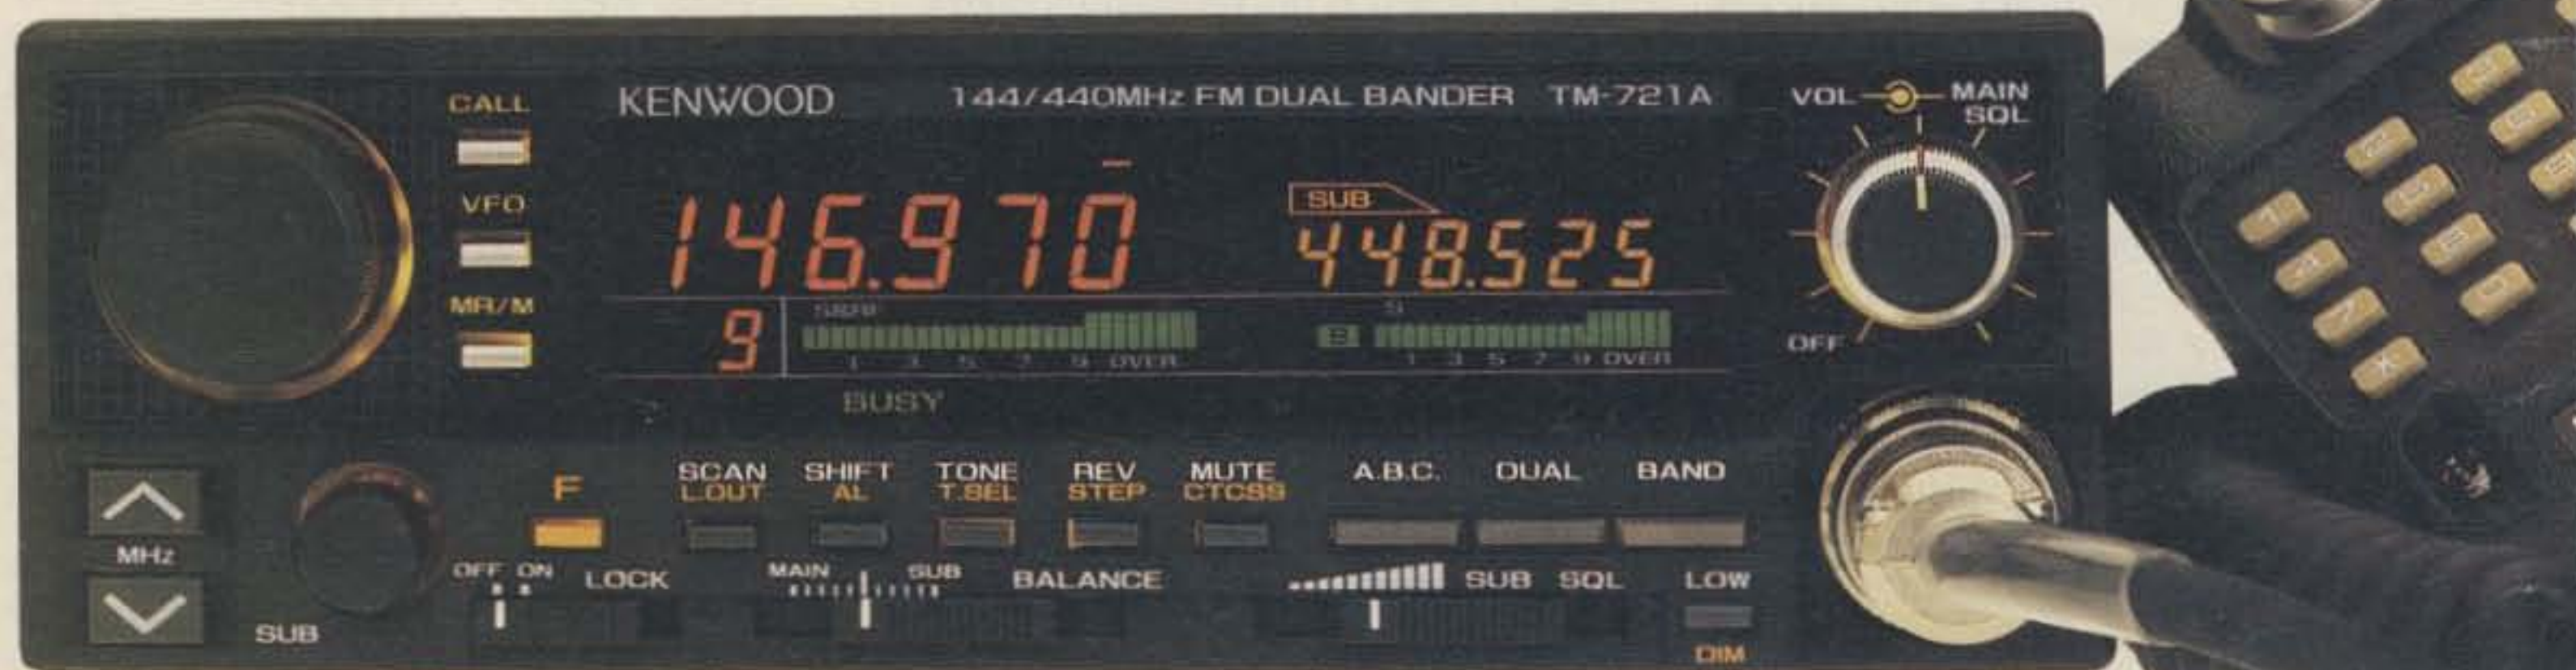 CALL
KENWOOD 144/440MHz FM DUAL BANDER TM-721A
VOL MAIN
SQL
VFO
146.970
SUB
448.525
MR/M
9
1 3 5 7 9 OVER
S
1 3 5 7 9 OVER
OFF
BUSY
F
SCAN SHIFT TONE REV MUTE A.B.C. DUAL BAND
L.OUT AL T.SEL STEP CTCSS
MHz
OFF ON LOCK MAIN SUB BALANCE SUB SQL LOW
SUB
DIM